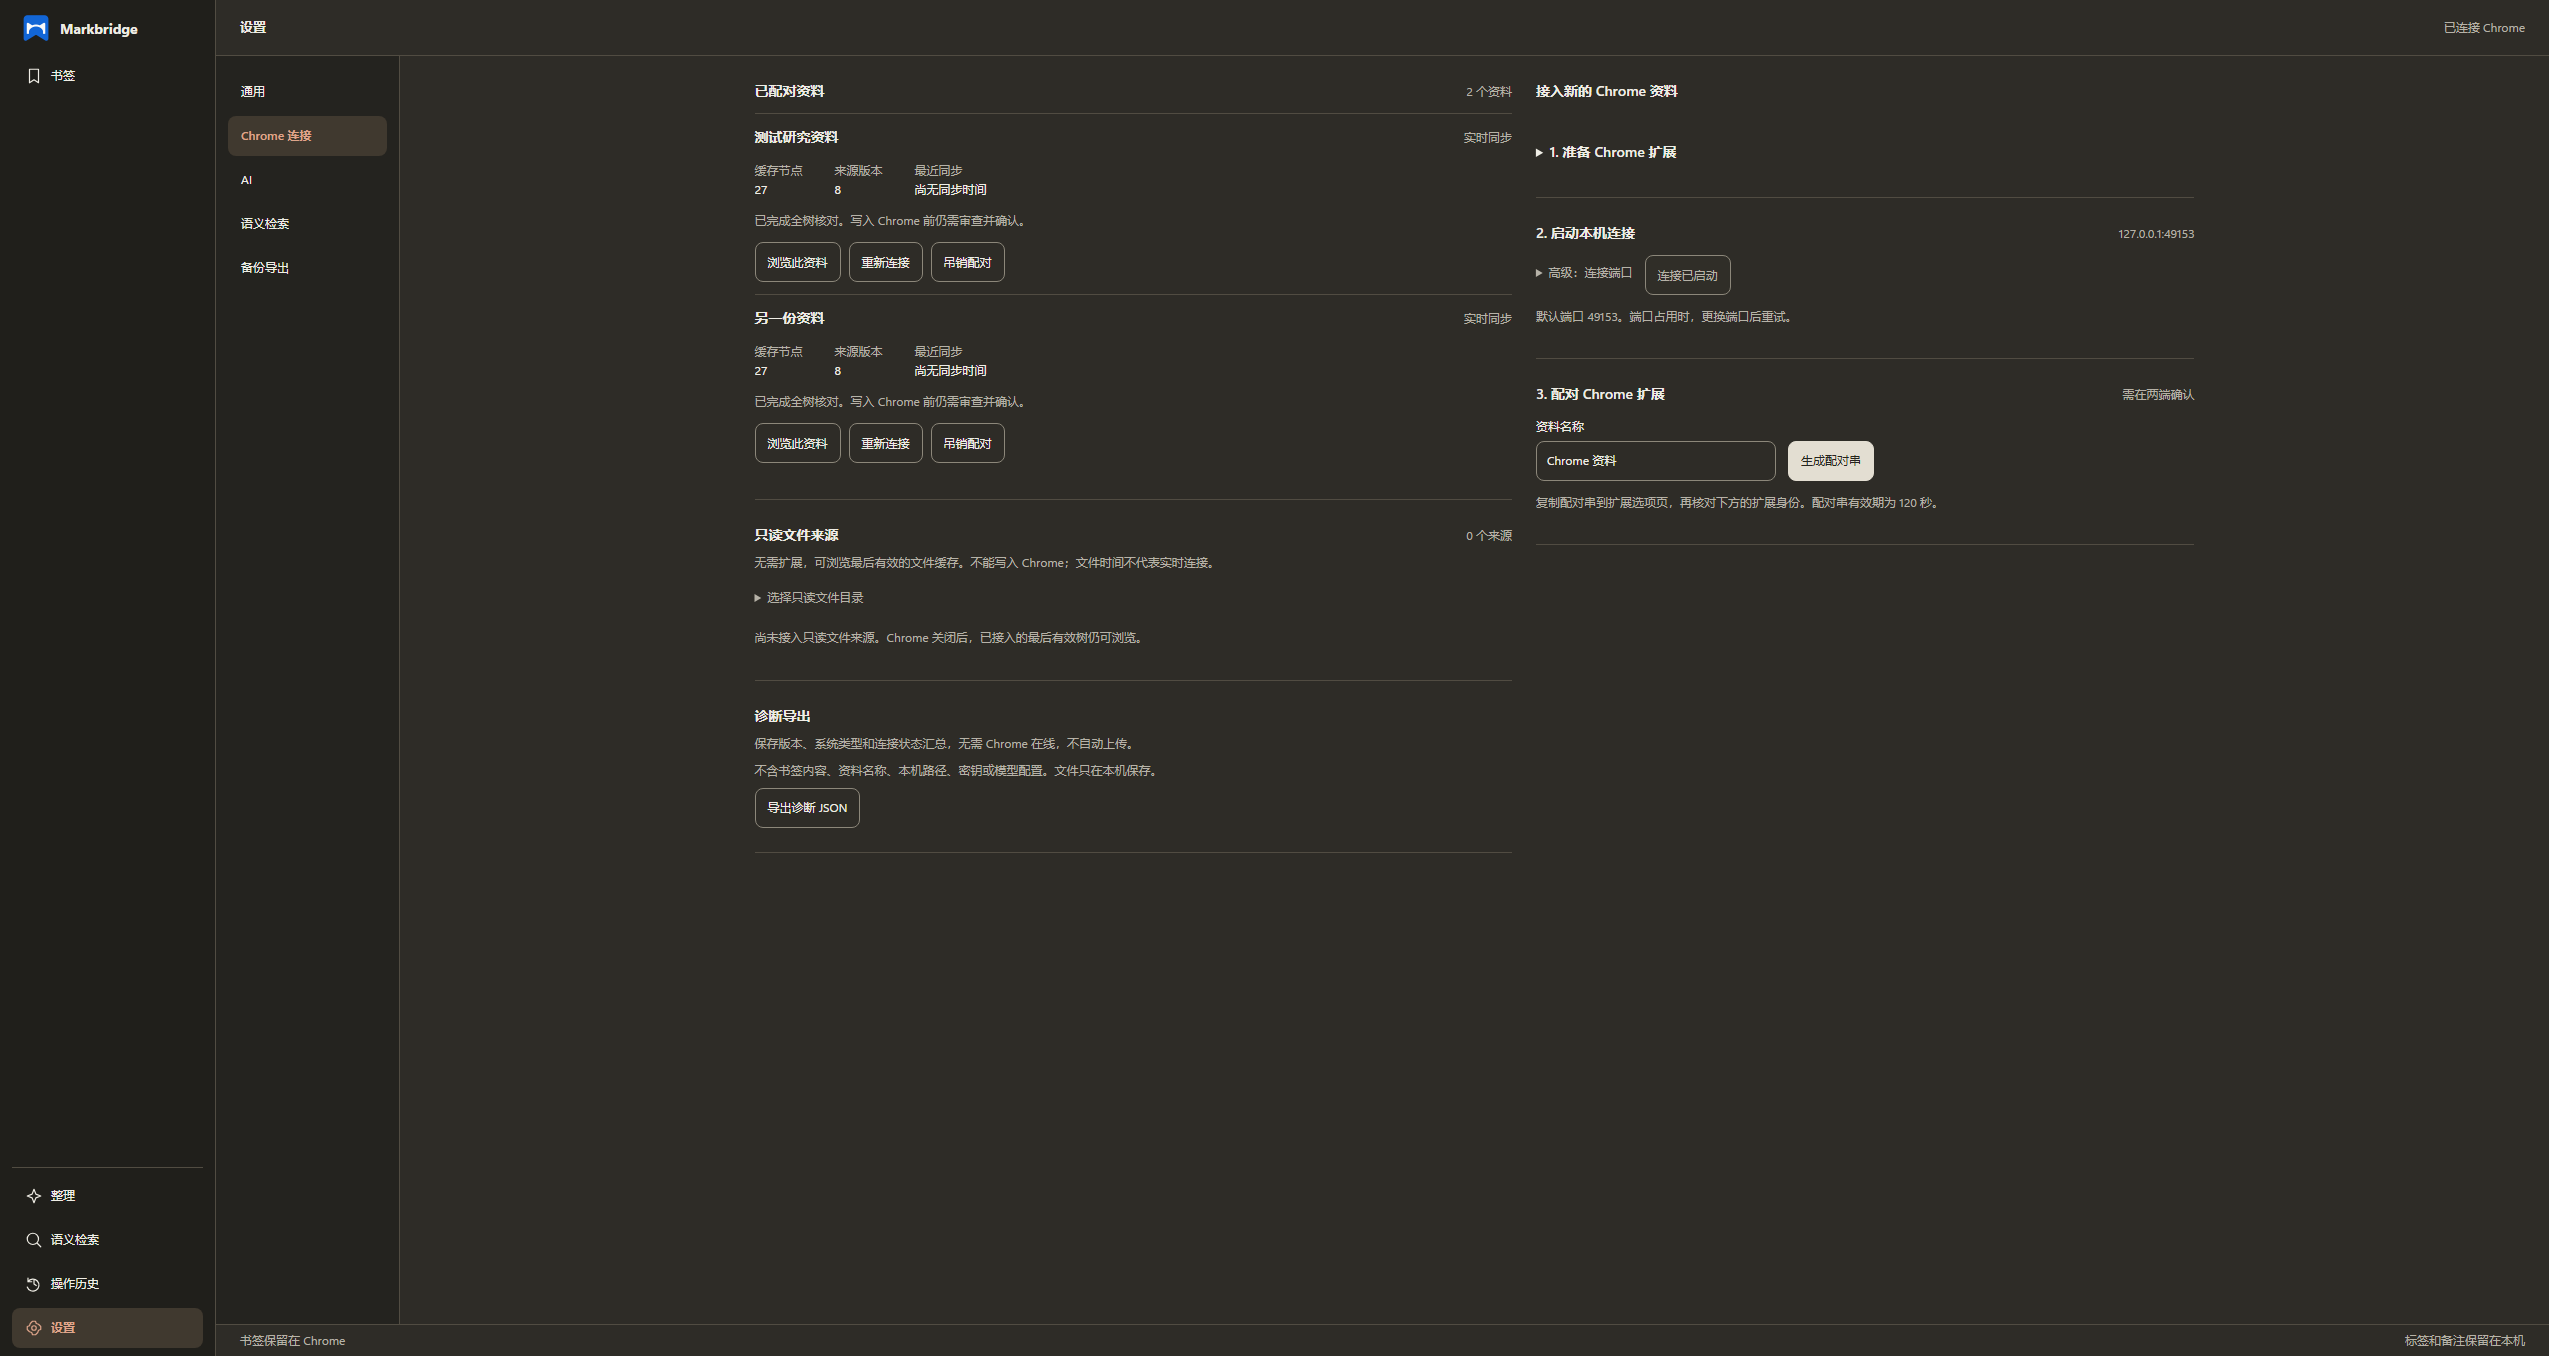 Markbridge
书签
整理
语义检索
操作历史
设置
设置
已连接 Chrome
通用
Chrome 连接
AI
语义检索
备份导出
已配对资料
2 个资料
测试研究资料
实时同步
缓存节点 来源版本 最近同步
27 8 尚无同步时间
已完成全树核对。写入 Chrome 前仍需审查并确认。
浏览此资料 重新连接 吊销配对
另一份资料
实时同步
缓存节点 来源版本 最近同步
27 8 尚无同步时间
已完成全树核对。写入 Chrome 前仍需审查并确认。
浏览此资料 重新连接 吊销配对
只读文件来源
0 个来源
无需扩展，可浏览最后有效的文件缓存。不能写入 Chrome；文件时间不代表实时连接。
选择只读文件目录
尚未接入只读文件来源。Chrome 关闭后，已接入的最后有效树仍可浏览。
诊断导出
保存版本、系统类型和连接状态汇总，无需 Chrome 在线，不自动上传。
不含书签内容、资料名称、本机路径、密钥或模型配置。文件只在本机保存。
导出诊断 JSON
接入新的 Chrome 资料
1. 准备 Chrome 扩展
2. 启动本机连接
127.0.0.1:49153
高级：连接端口 连接已启动
默认端口 49153。端口占用时，更换端口后重试。
3. 配对 Chrome 扩展
需在两端确认
资料名称
Chrome 资料 生成配对串
复制配对串到扩展选项页，再核对下方的扩展身份。配对串有效期为 120 秒。
书签保留在 Chrome
标签和备注保留在本机